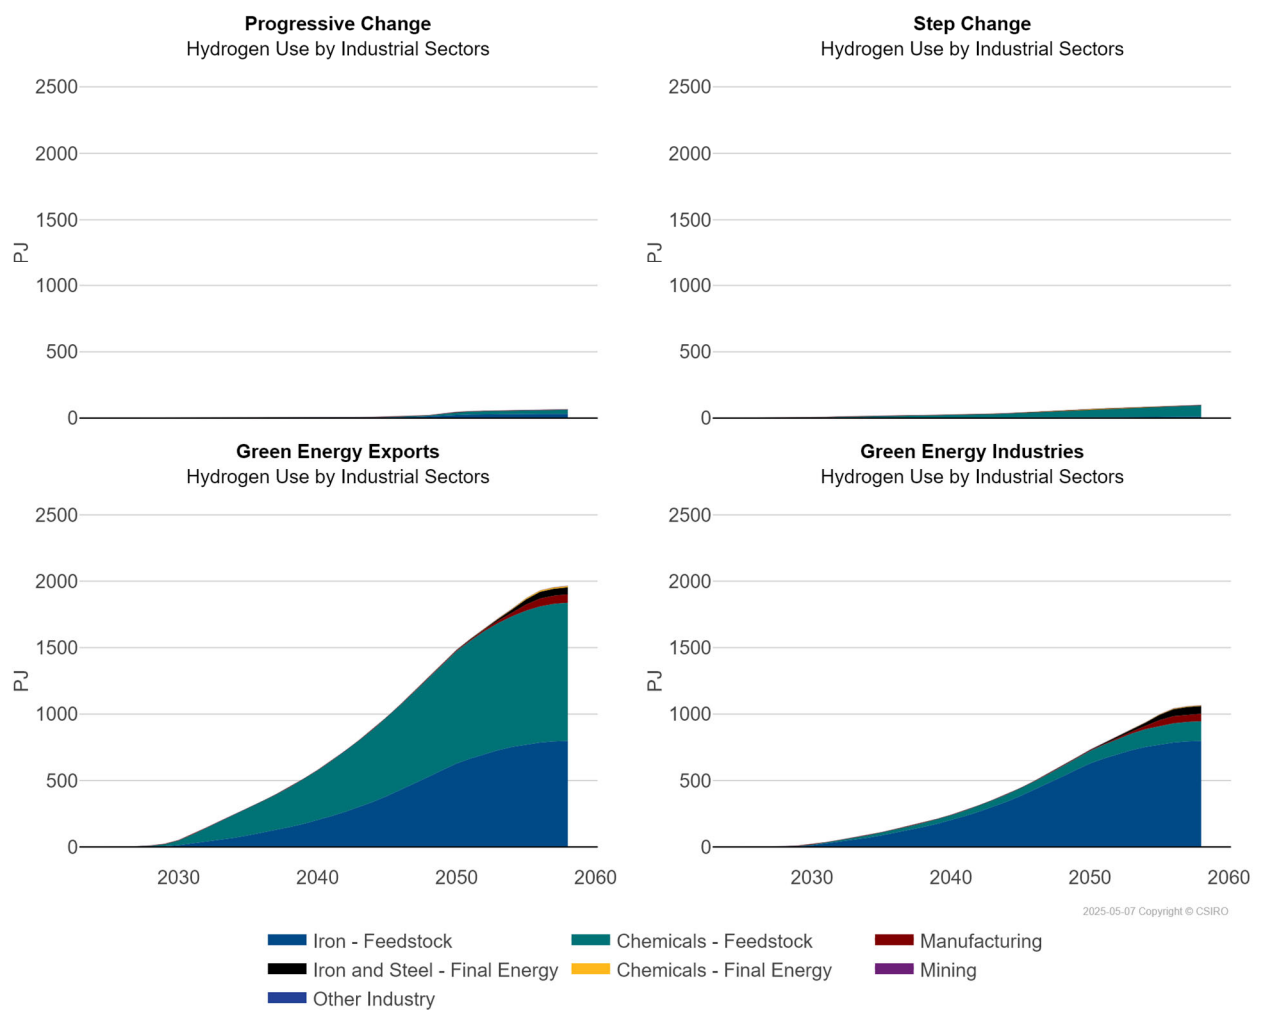 Progressive Change
Hydrogen Use by Industrial Sectors
2500
2000
1500
1000
500
0
PJ
Step Change
Hydrogen Use by Industrial Sectors
2500
2000
1500
1000
500
0
PJ
Green Energy Exports
Hydrogen Use by Industrial Sectors
2500
2000
1500
1000
500
0
PJ
2030 2040 2050 2060
Green Energy Industries
Hydrogen Use by Industrial Sectors
2500
2000
1500
1000
500
0
PJ
2030 2040 2050 2060
2025-05-07 Copyright © CSIRO
Iron - Feedstock Chemicals - Feedstock Manufacturing
Iron and Steel - Final Energy Chemicals - Final Energy Mining
Other Industry